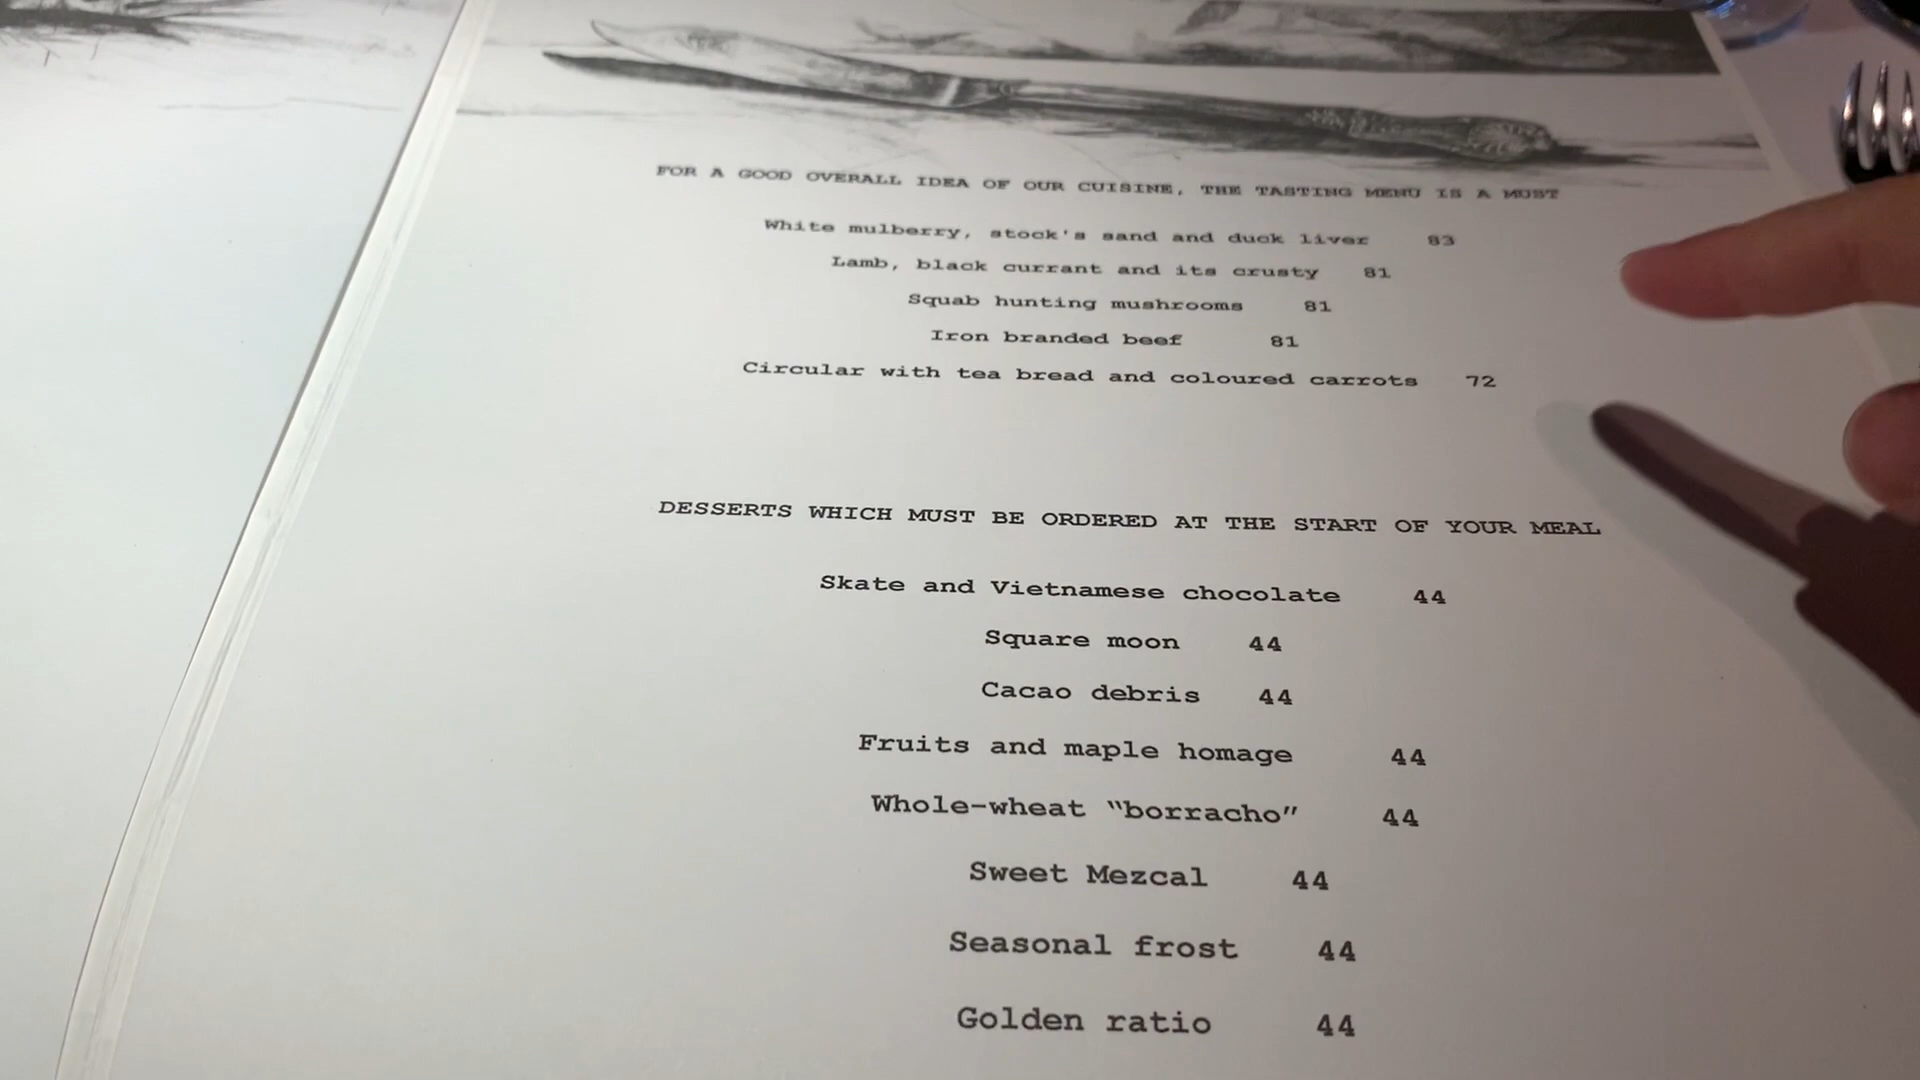 FOR A GOOD OVERALL IDEA OF OUR CUISINE, THE TASTING MENU IS A MUST
White mulberry, stock's sand and duck liver 83
Lamb, black currant and its crusty 81
Squab hunting mushrooms 81
Iron branded beef 81
Circular with tea bread and coloured carrots 72
DESSERTS WHICH MUST BE ORDERED AT THE START OF YOUR MEAL
Skate and Vietnamese chocolate 44
Square moon 44
Cacao debris 44
Fruits and maple homage 44
Whole-wheat “borracho” 44
Sweet Mezcal 44
Seasonal frost 44
Golden ratio 44